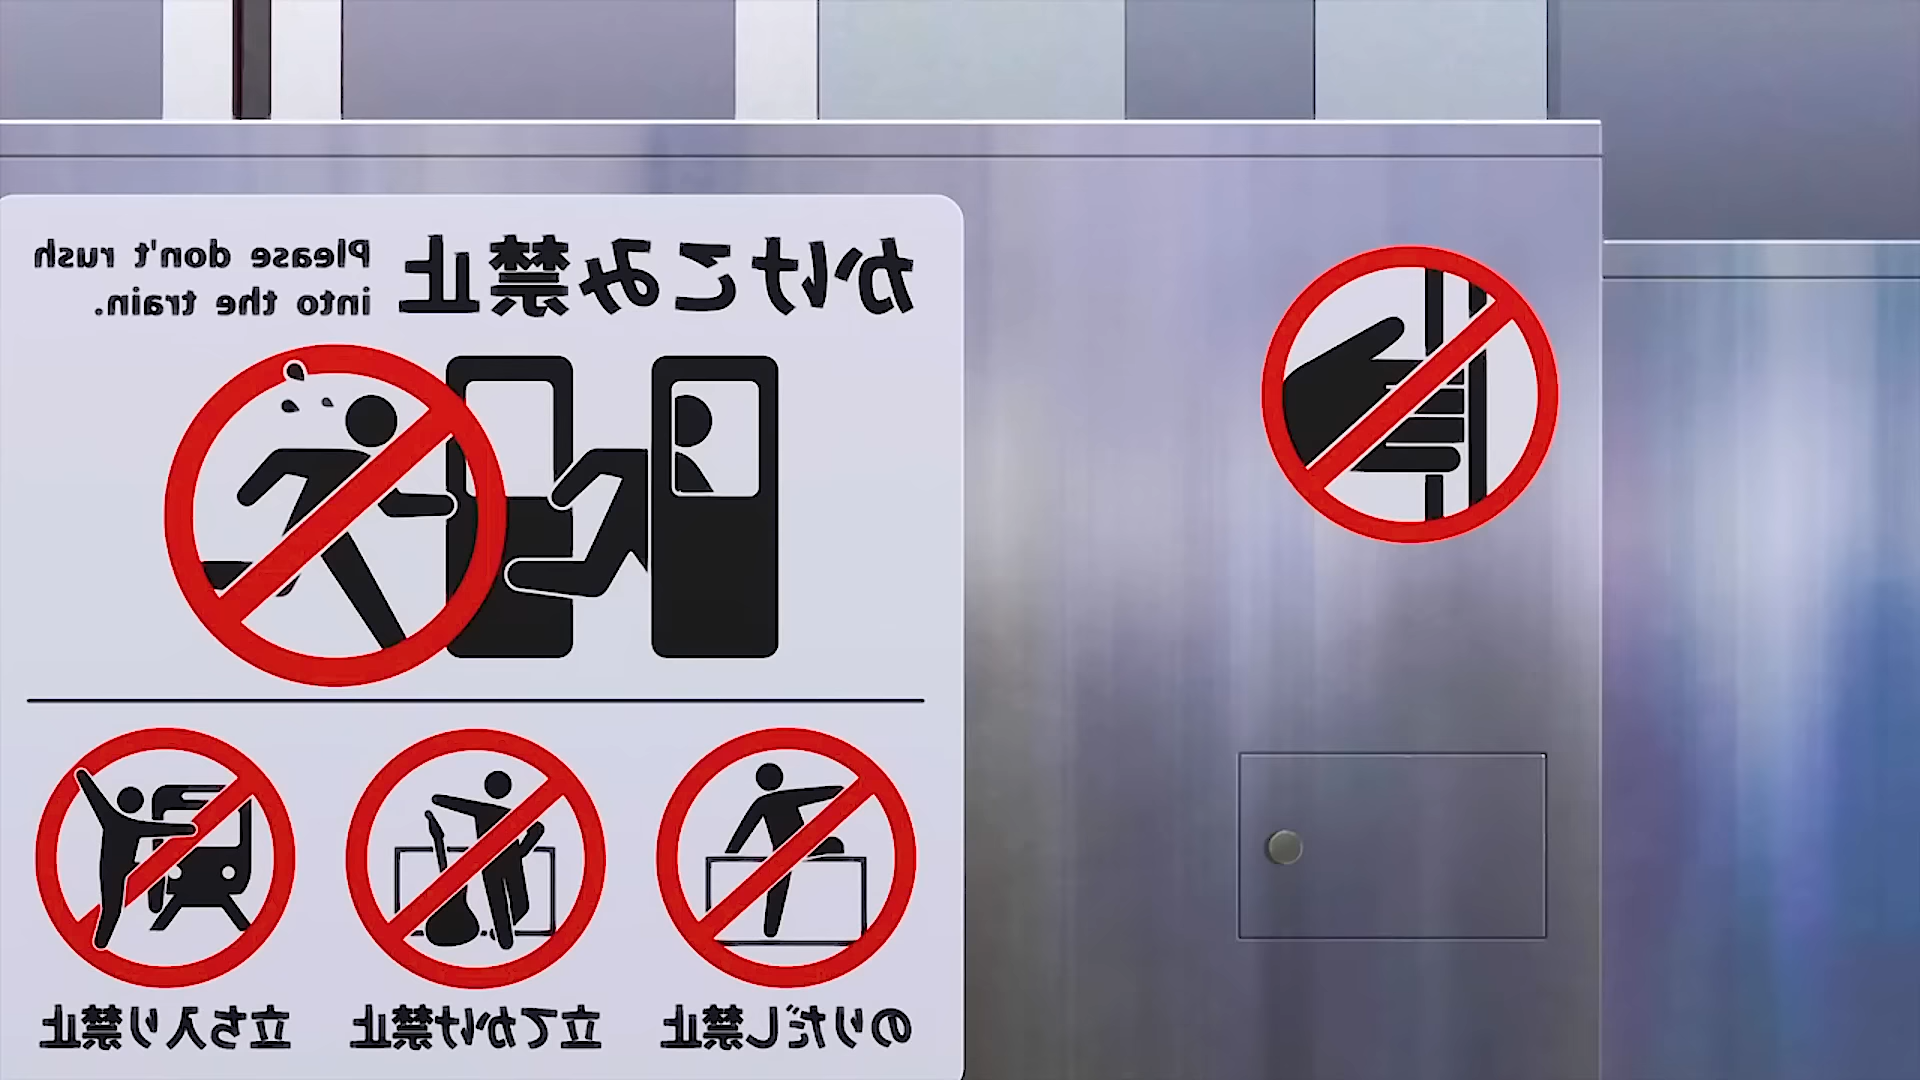 かけこみ禁止
Please don't rush
into the train.
のりだし禁止
立てかけ禁止
立ち入り禁止